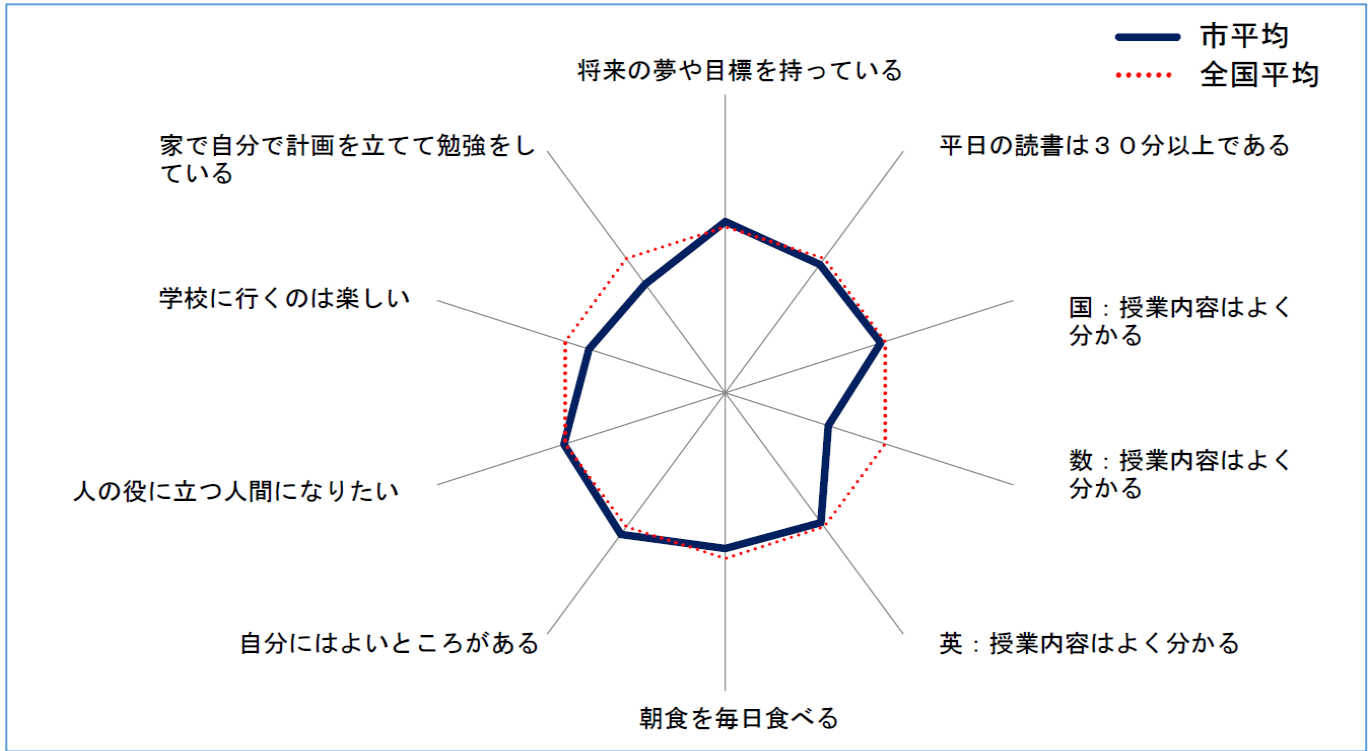 市平均
全国平均
将来の夢や目標を持っている
平日の読書は３０分以上である
国：授業内容はよく
分かる
数：授業内容はよく
分かる
英：授業内容はよく分かる
朝食を毎日食べる
自分にはよいところがある
人の役に立つ人間になりたい
学校に行くのは楽しい
家で自分で計画を立てて勉強をし
ている